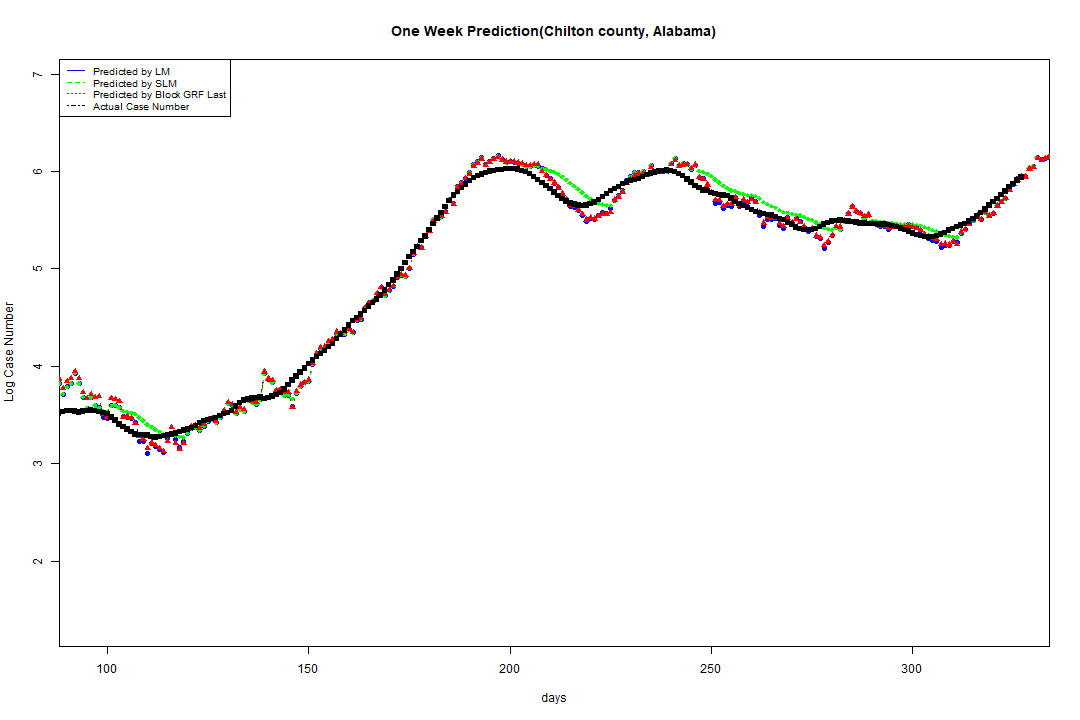 One Week Prediction(Chilton county, Alabama)
Predicted by LM
Predicted by SLM
Predicted by Block GRF Last
Actual Case Number
7
6
5
4
3
2
Log Case Number
100 150 200 250 300
days